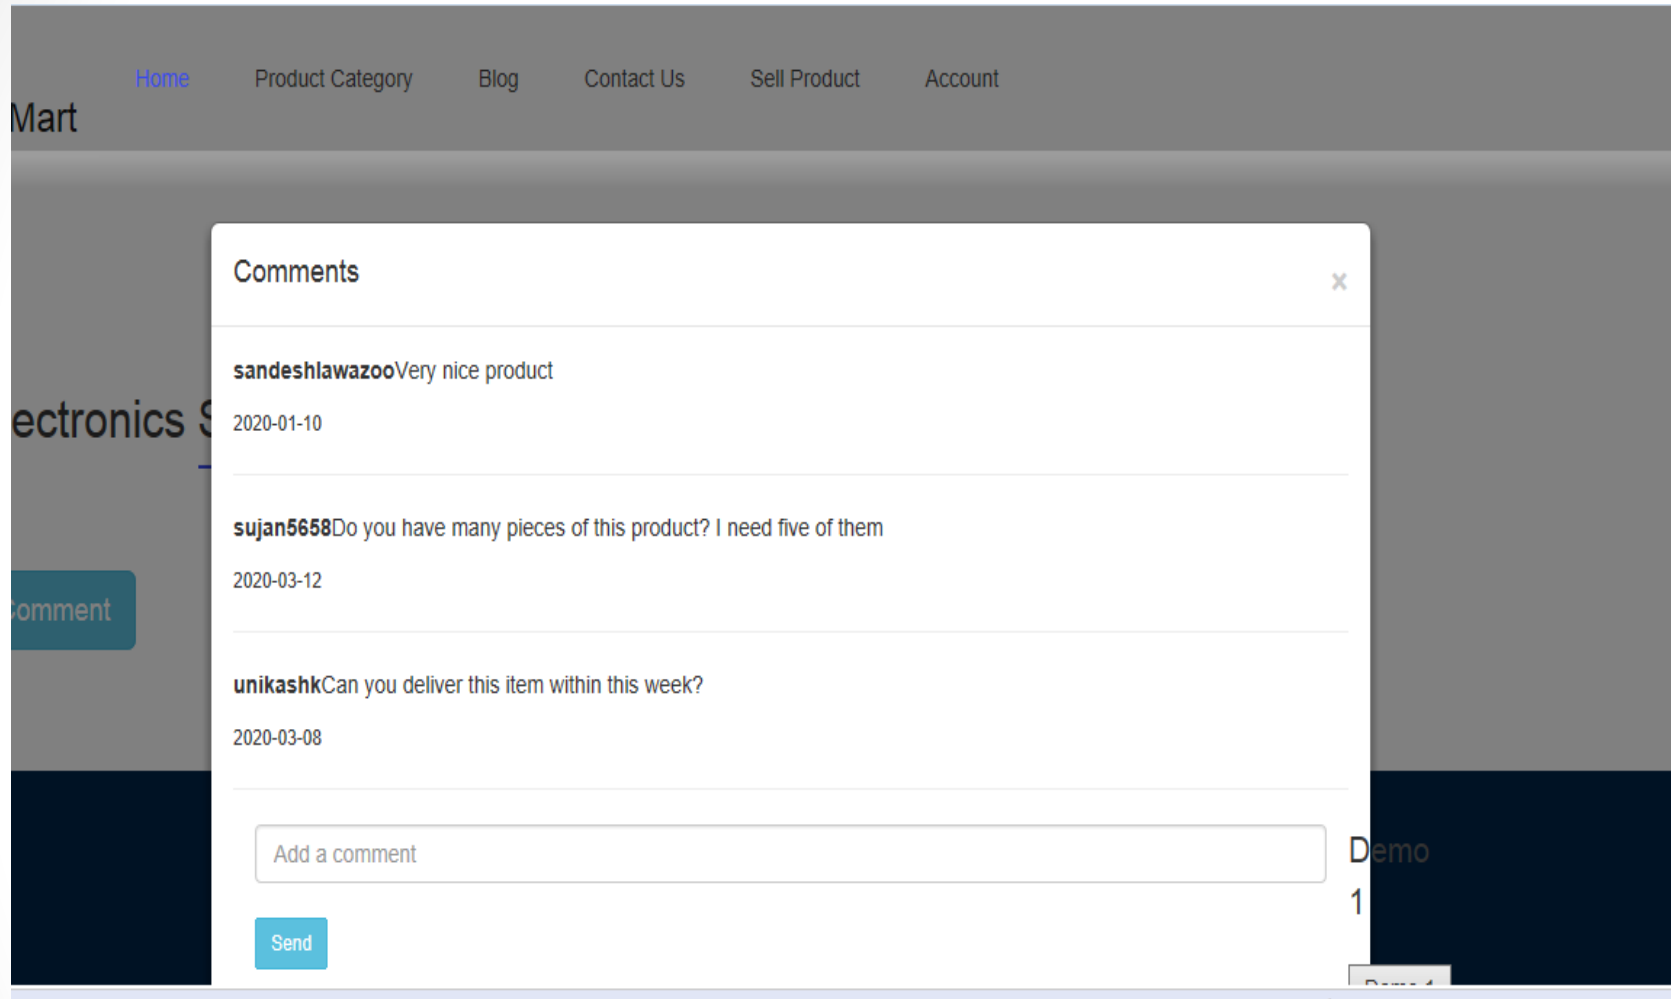 Home Product Category Blog Contact Us Sell Product Account
Mart
Comments
×
sandeshlawazooVery nice product
ectronics S
2020-01-10
sujan5658Do you have many pieces of this product? I need five of them
2020-03-12
omment
unikashkCan you deliver this item within this week?
2020-03-08
Add a comment
Demo
1
Send
Demo 1